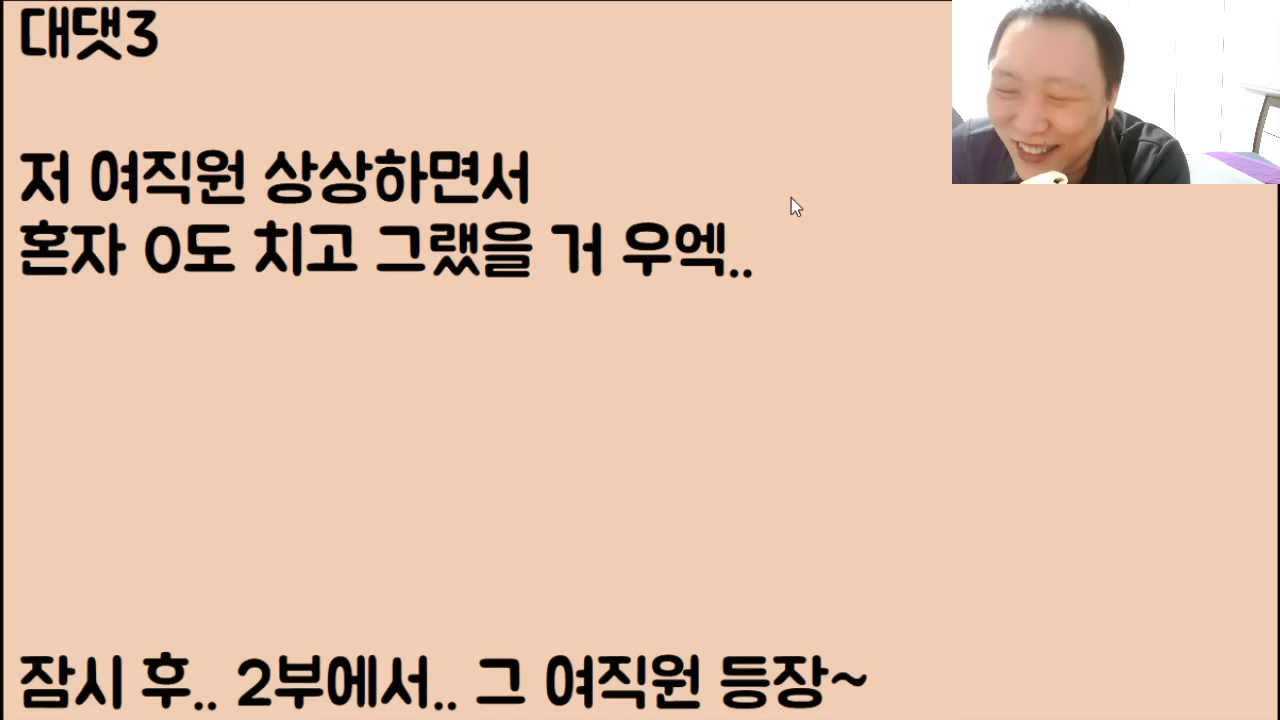 대댓3
저 여직원 상상하면서
혼자 0도 치고 그랬을 거 우엑..
잠시 후.. 2부에서.. 그 여직원 등장~